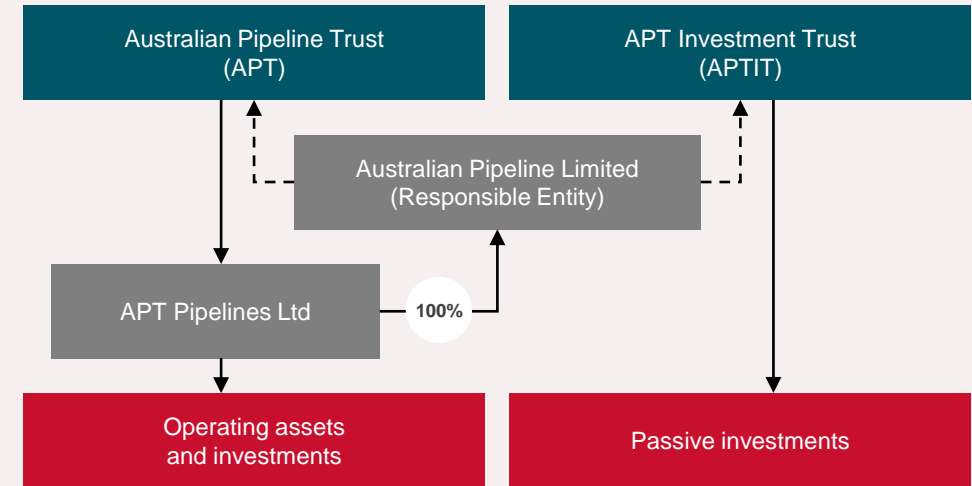 Australian Pipeline Trust
(APT)
APT Investment Trust
(APTIT)
Australian Pipeline Limited
(Responsible Entity)
APT Pipelines Ltd
100%
Operating assets
and investments
Passive investments